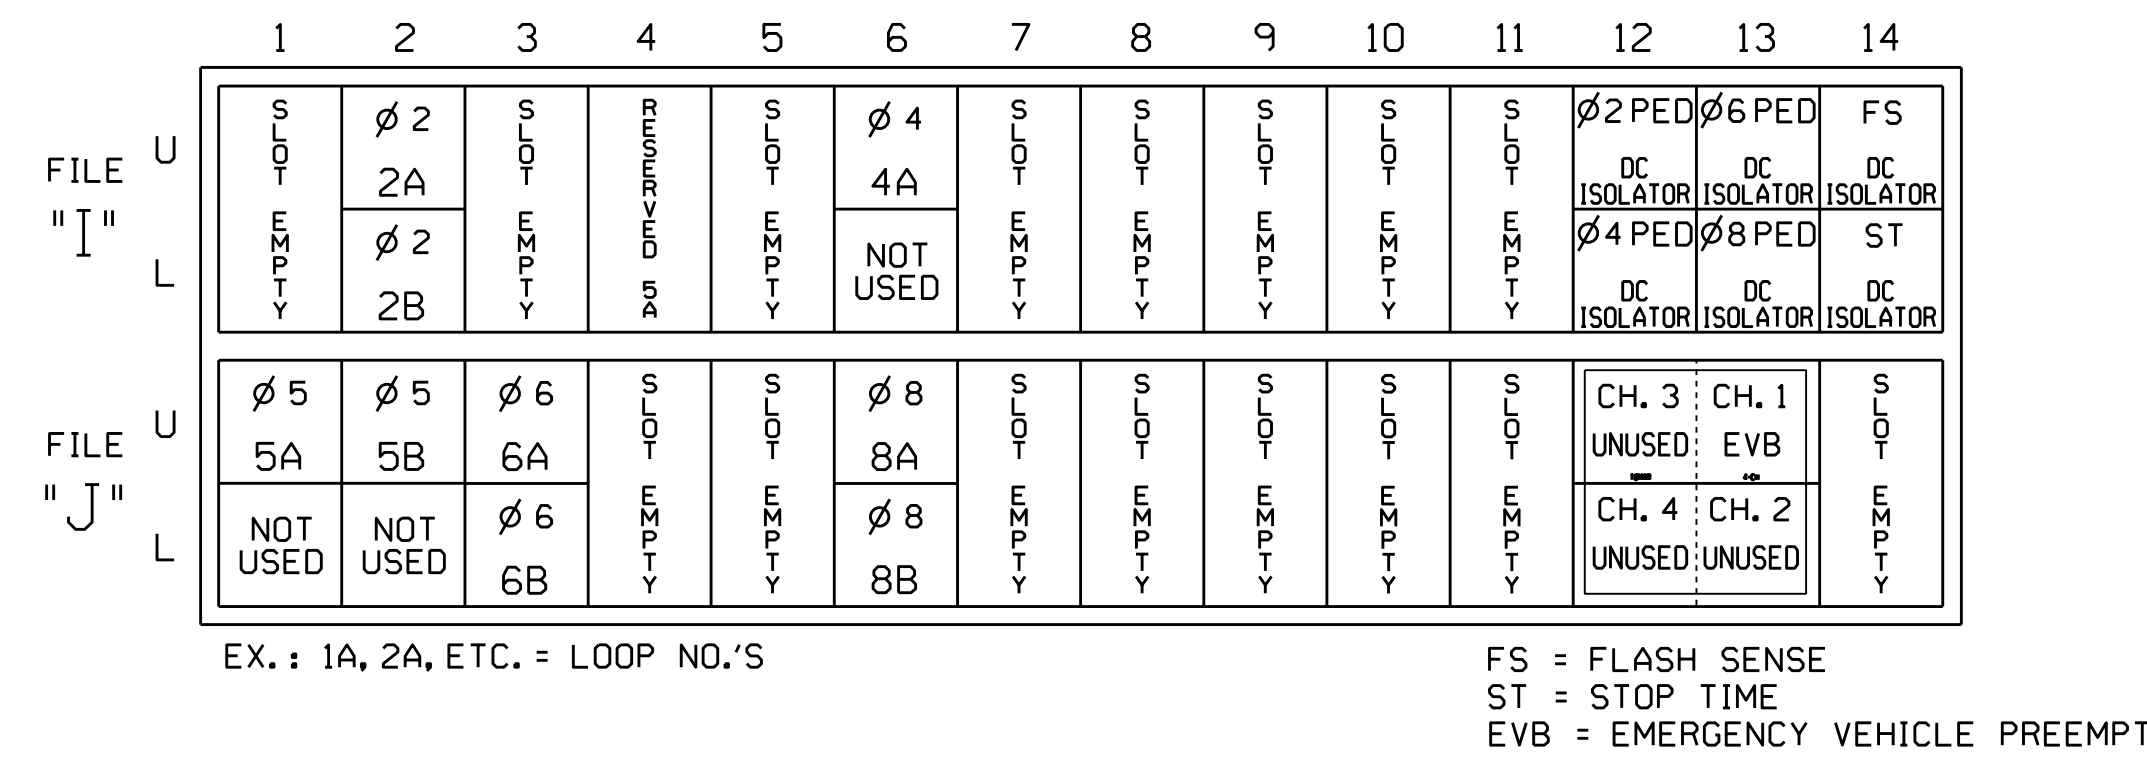 1 2 3 4 5 6 7 8 9 10 11 12 13 14
FILE "I"
U
L
SLOT EMPTY
Ø 2
2A
Ø 2
2B
SLOT EMPTY
RESERVED 5A
SLOT EMPTY
Ø 4
4A
NOT
USED
SLOT EMPTY
SLOT EMPTY
SLOT EMPTY
SLOT EMPTY
SLOT EMPTY
Ø2 PED
DC
ISOLATOR
Ø4 PED
DC
ISOLATOR
Ø6 PED
DC
ISOLATOR
Ø8 PED
DC
ISOLATOR
FS
DC
ISOLATOR
ST
DC
ISOLATOR
FILE "J"
U
L
Ø 5
5A
NOT
USED
Ø 5
5B
NOT
USED
Ø 6
6A
Ø 6
6B
SLOT EMPTY
SLOT EMPTY
Ø 8
8A
Ø 8
8B
SLOT EMPTY
SLOT EMPTY
SLOT EMPTY
SLOT EMPTY
SLOT EMPTY
CH. 3
UNUSED
CH. 4
UNUSED
CH. 1
EVB
CH. 2
UNUSED
SLOT EMPTY
EX.: 1A, 2A, ETC. = LOOP NO.'S
FS = FLASH SENSE
ST = STOP TIME
EVB = EMERGENCY VEHICLE PREEMPT